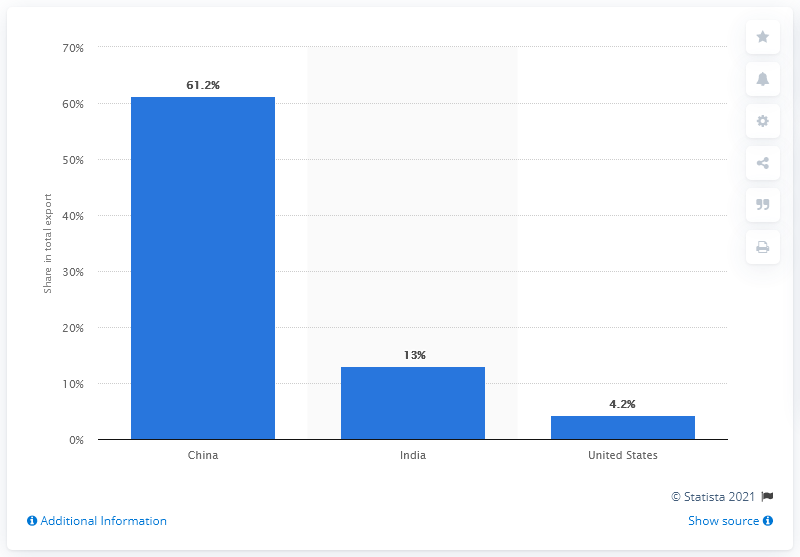 70%
61.2%
60%
50%
40%
Share in total export
30%
20%
13%
10%
4.2%
0%
China India United States
© Statista 2021
Additional Information Show source